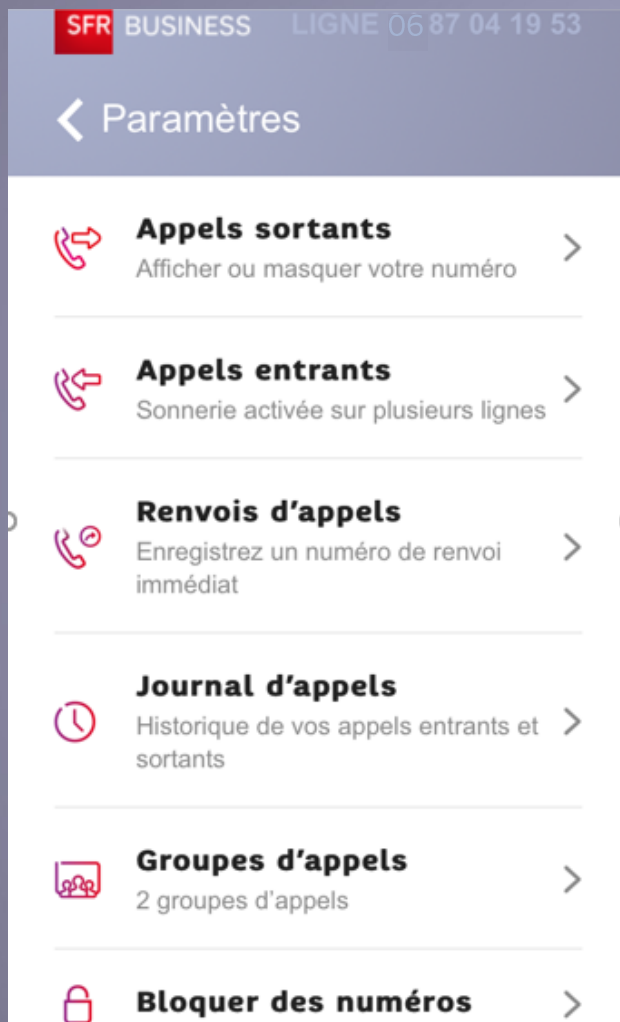 SFR BUSINESS LIGNE 06 87 04 19 53
Paramètres
Appels sortants
Afficher ou masquer votre numéro
Appels entrants
Sonnerie activée sur plusieurs lignes
Renvois d’appels
Enregistrez un numéro de renvoi
immédiat
Journal d’appels
Historique de vos appels entrants et
sortants
Groupes d’appels
2 groupes d’appels
Bloquer des numéros